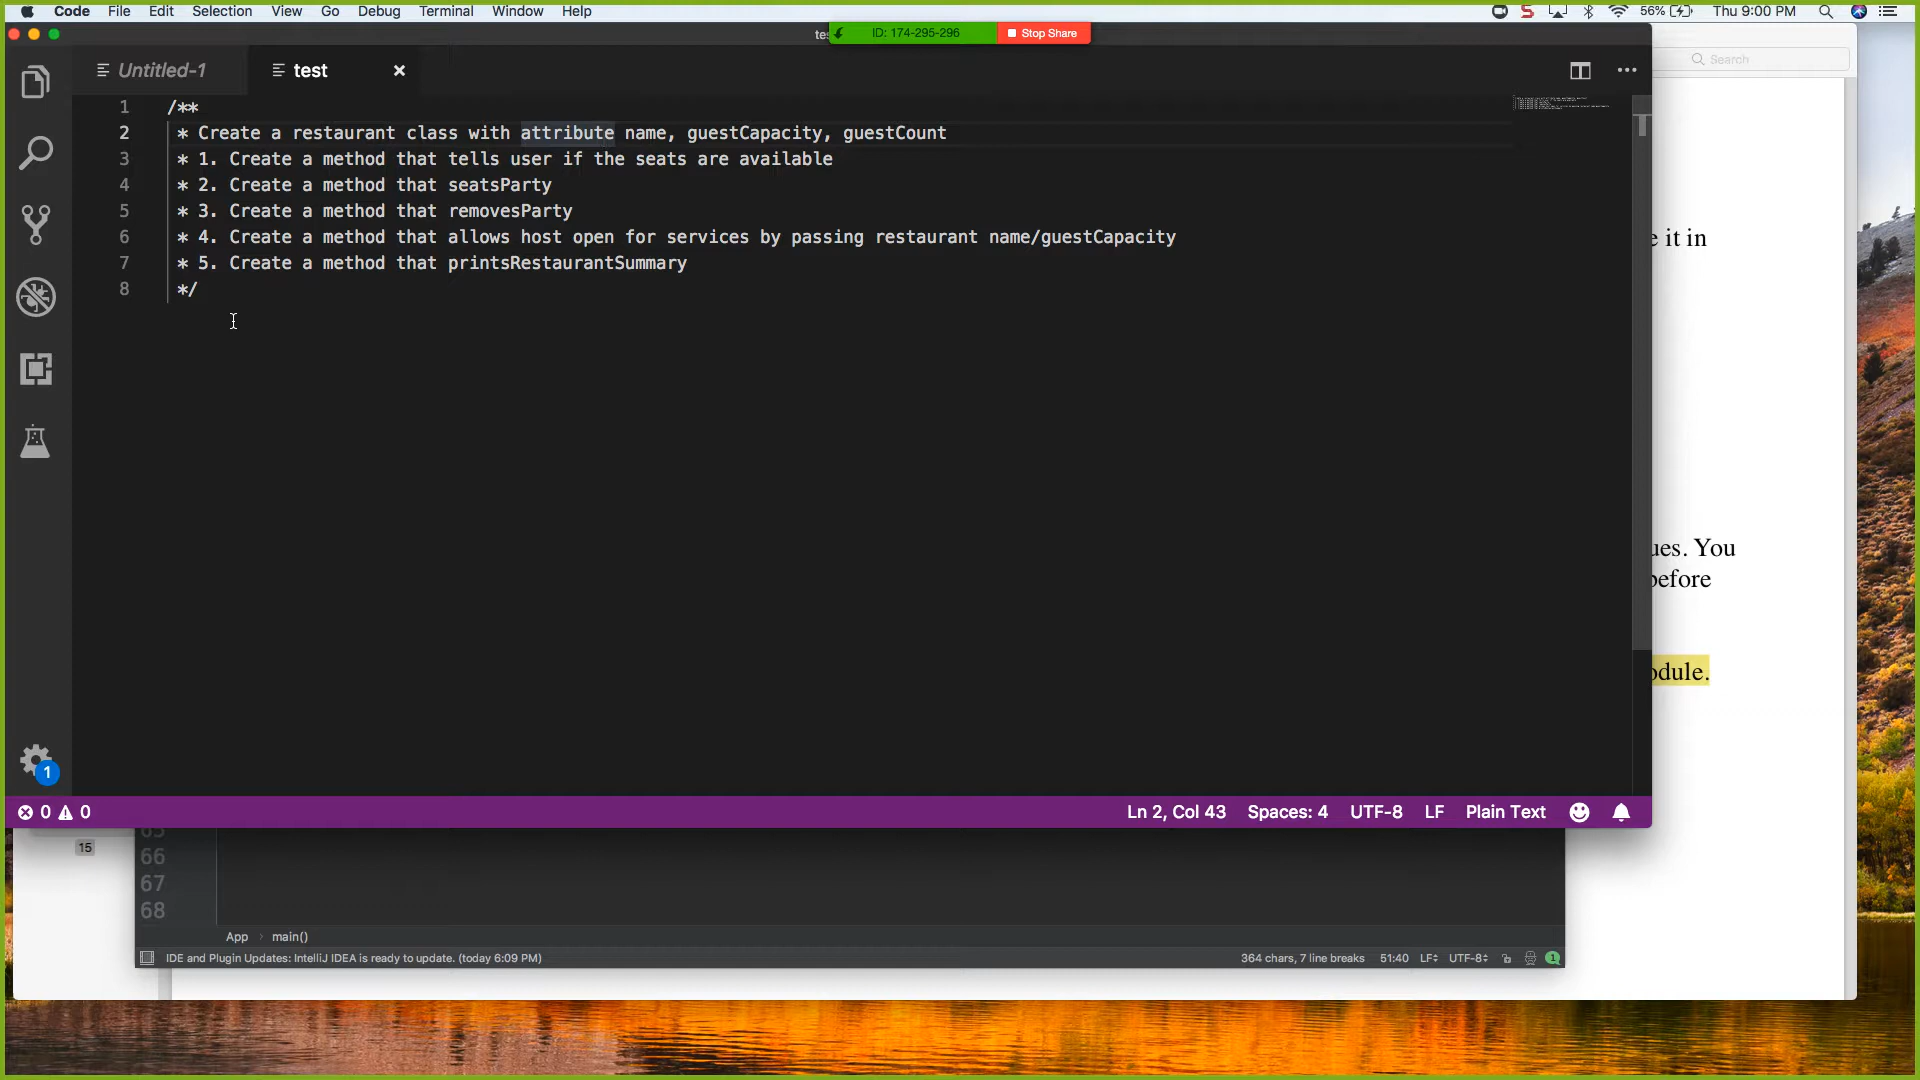 Code File Edit Selection View Go Debug Terminal Window Help
56% Thu 9:00 PM
ID: 174-295-296 Stop Share
Search
Untitled-1 test
1 /**
2 * Create a restaurant class with attribute name, guestCapacity, guestCount
3 * 1. Create a method that tells user if the seats are available
4 * 2. Create a method that seatsParty
5 * 3. Create a method that removesParty
6 * 4. Create a method that allows host open for services by passing restaurant name/guestCapacity
7 * 5. Create a method that printsRestaurantSummary
8 */
e it in
ues. You
before
odule.
1
0 0
Ln 2, Col 43 Spaces: 4 UTF-8 LF Plain Text
15
65
66
67
68
App main()
IDE and Plugin Updates: IntelliJ IDEA is ready to update. (today 6:09 PM)
364 chars, 7 line breaks 51:40 LF UTF-8 1